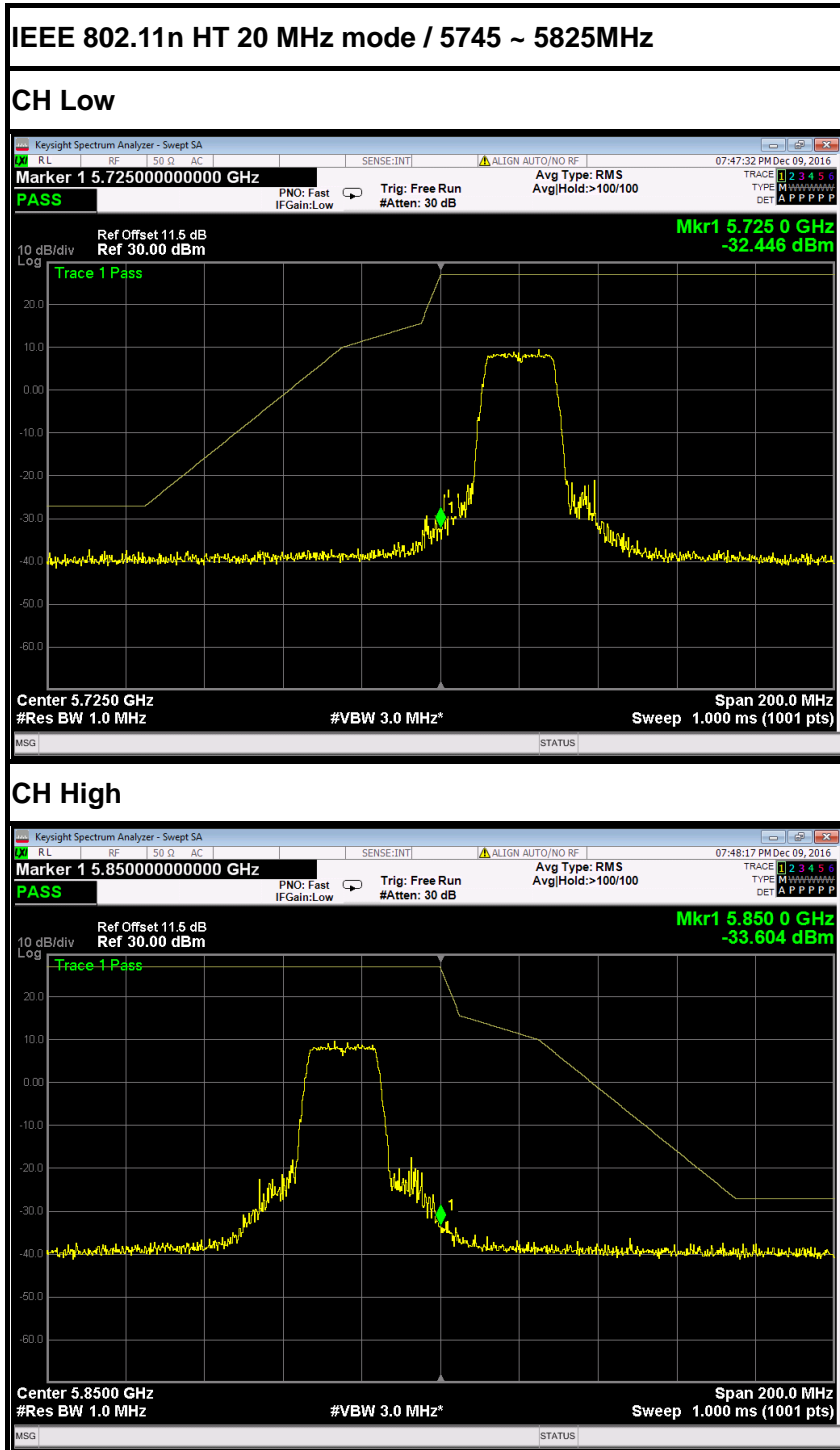 IEEE 802.11n HT 20 MHz mode / 5745 ~ 5825MHz
CH Low
Keysight Spectrum Analyzer - Swept SA
LXI RL RF 50 Ω AC SENSE:INT ALIGN AUTO/NO RF 07:47:32 PM Dec 09, 2016
Marker 1 5.725000000000 GHz
PASS
PNO: Fast
IFGain:Low
Trig: Free Run
#Atten: 30 dB
Avg Type: RMS
Avg|Hold:>100/100
TRACE 1 2 3 4 5 6
TYPE M WWWWW
DET A P P P P P
Mkr1 5.725 0 GHz
-32.446 dBm
Ref Offset 11.5 dB
10 dB/div Ref 30.00 dBm
Log
Trace 1 Pass
20.0
10.0
0.00
-10.0
-20.0
-30.0
-40.0
-50.0
-60.0
1
Center 5.7250 GHz Span 200.0 MHz
#Res BW 1.0 MHz #VBW 3.0 MHz* Sweep 1.000 ms (1001 pts)
MSG STATUS
CH High
Keysight Spectrum Analyzer - Swept SA
LXI RL RF 50 Ω AC SENSE:INT ALIGN AUTO/NO RF 07:48:17 PM Dec 09, 2016
Marker 1 5.850000000000 GHz
PASS
PNO: Fast
IFGain:Low
Trig: Free Run
#Atten: 30 dB
Avg Type: RMS
Avg|Hold:>100/100
TRACE 1 2 3 4 5 6
TYPE M WWWWW
DET A P P P P P
Mkr1 5.850 0 GHz
-33.604 dBm
Ref Offset 11.5 dB
10 dB/div Ref 30.00 dBm
Log
Trace 1 Pass
20.0
10.0
0.00
-10.0
-20.0
-30.0
-40.0
-50.0
-60.0
1
Center 5.8500 GHz Span 200.0 MHz
#Res BW 1.0 MHz #VBW 3.0 MHz* Sweep 1.000 ms (1001 pts)
MSG STATUS